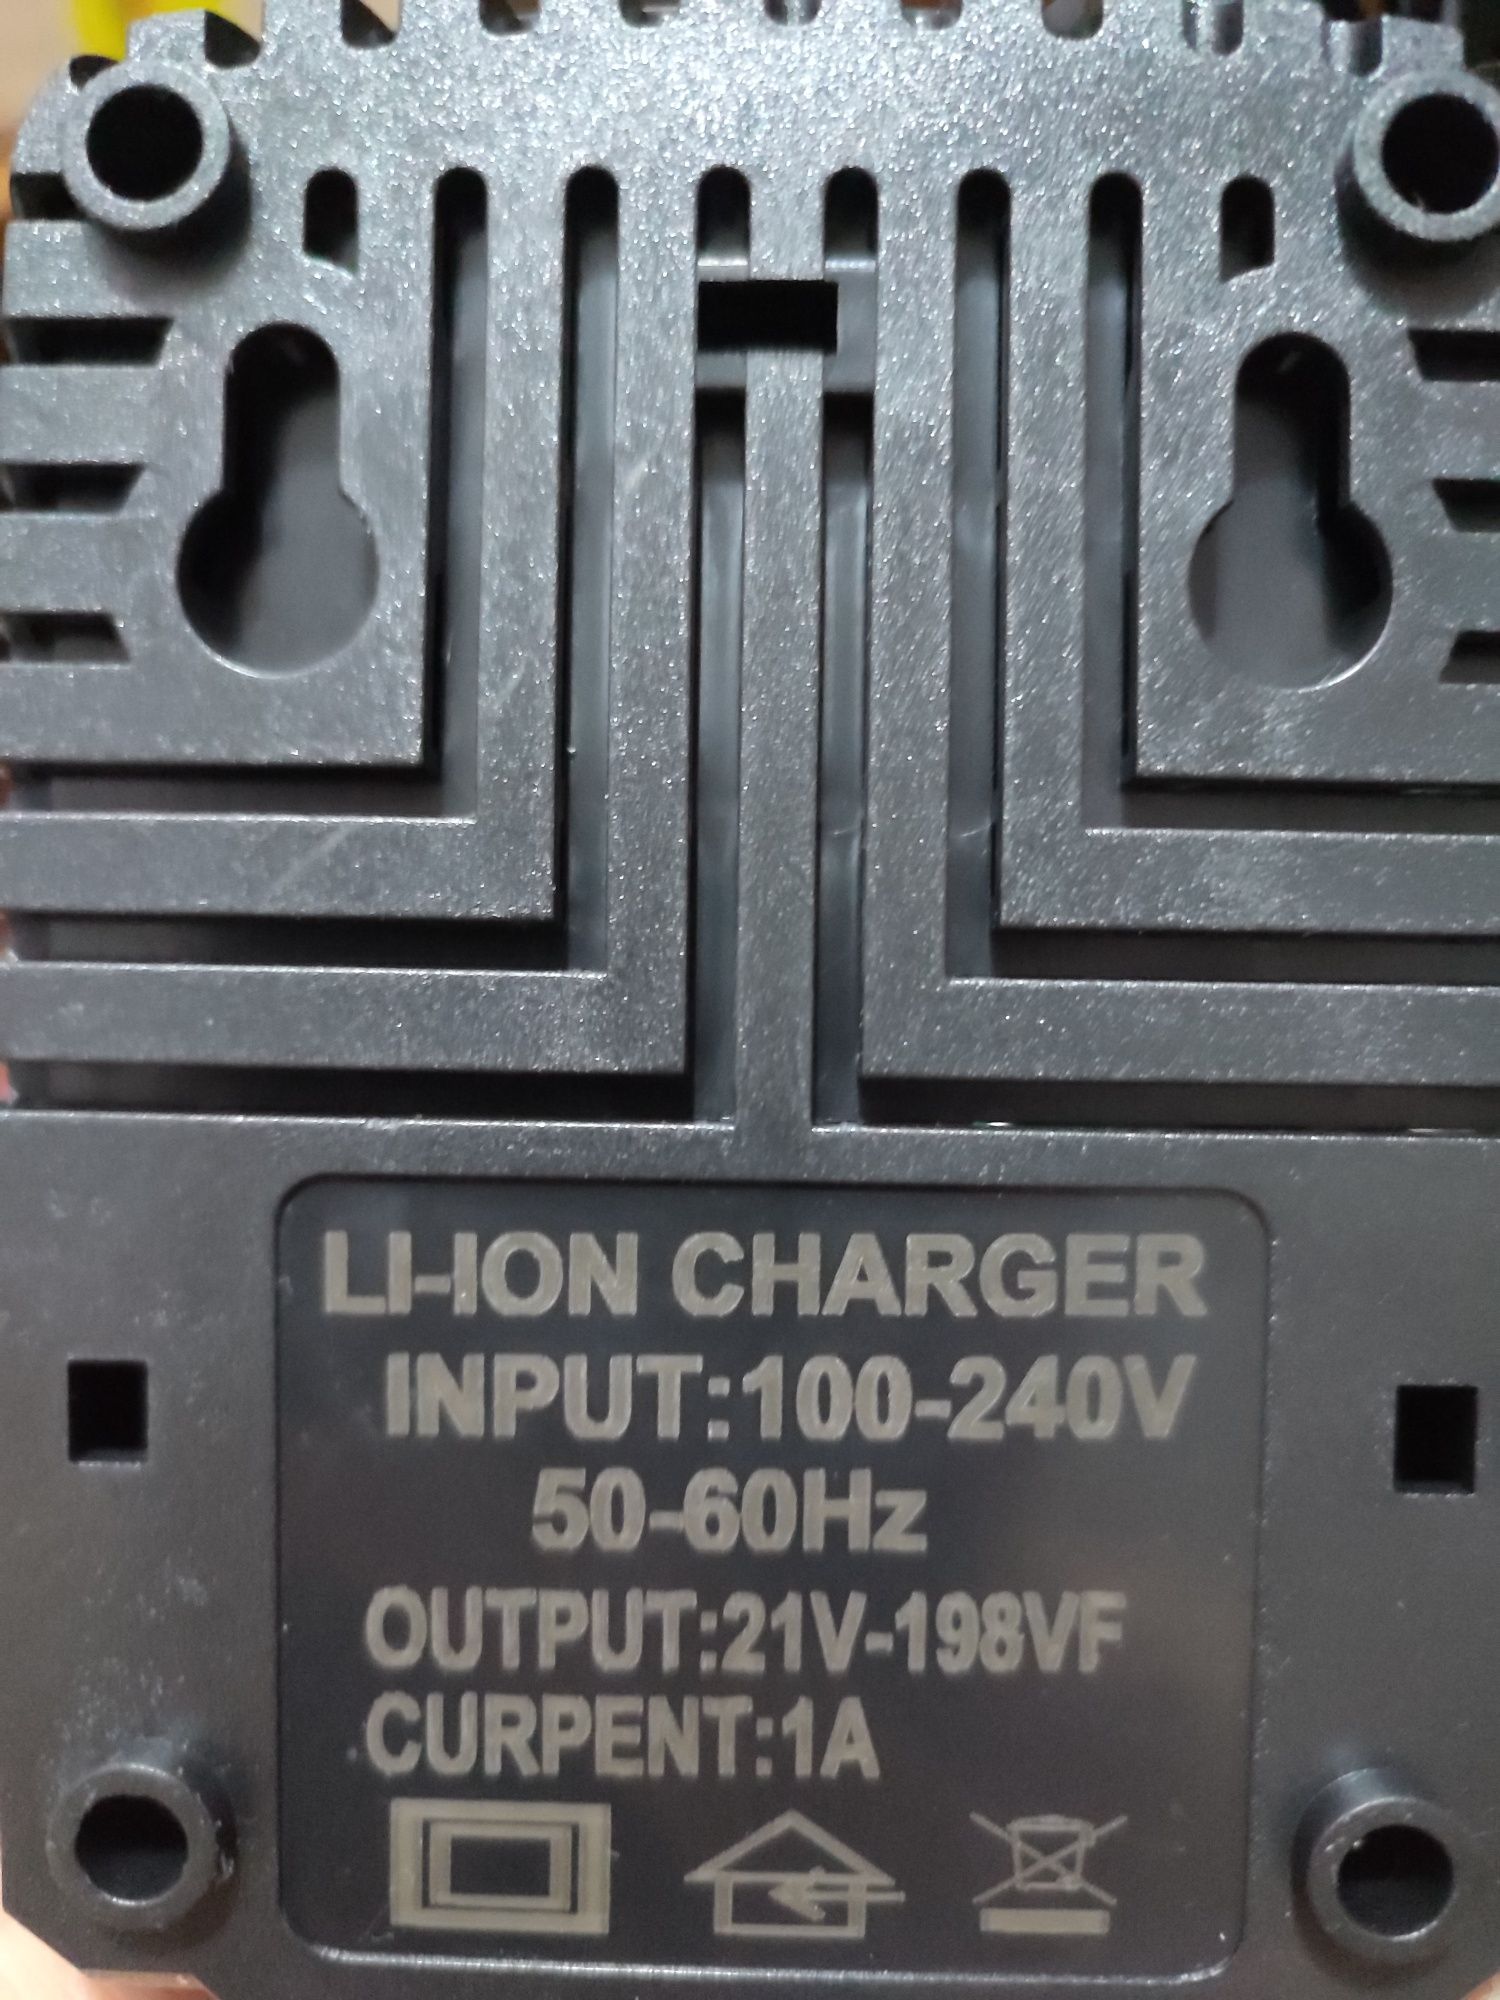 LI-ION CHARGER
INPUT:100-240V
50-60Hz
OUTPUT:21V-198VF
CURPENT:1A